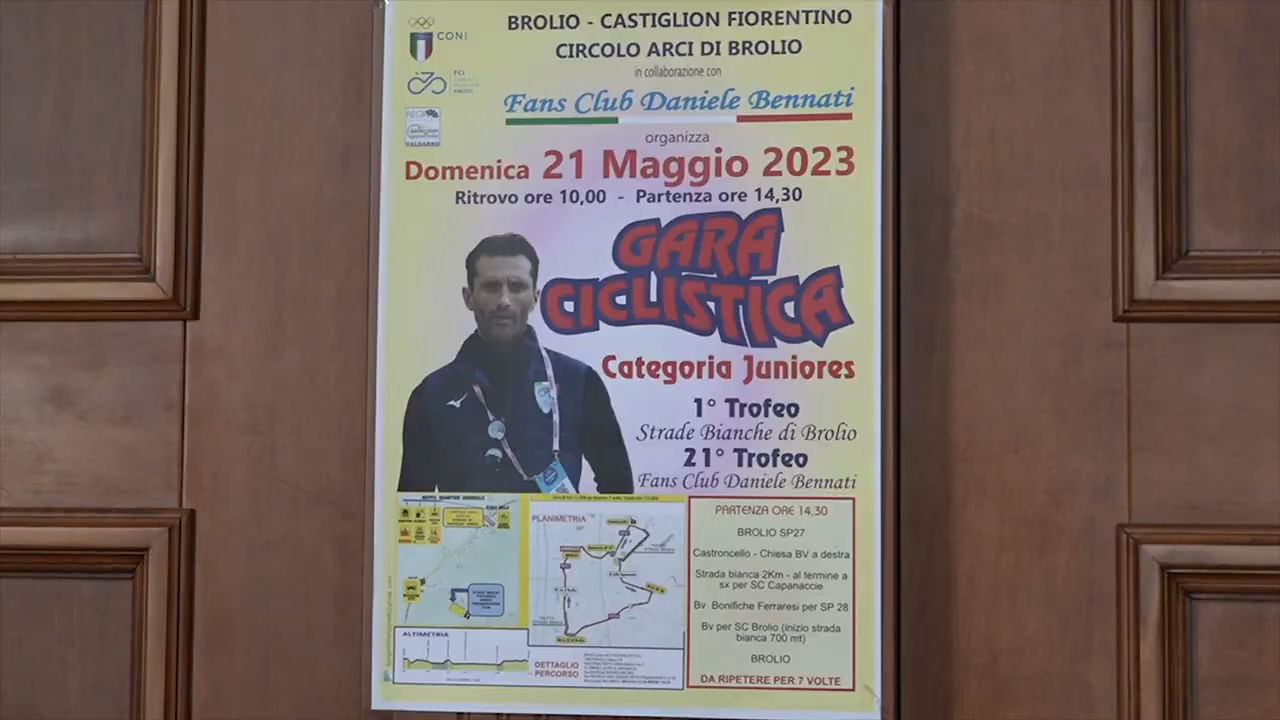 BROLIO - CASTIGLION FIORENTINO
CIRCOLO ARCI DI BROLIO
in collaborazione con
Fans Club Daniele Bennati
organizza
Domenica 21 Maggio 2023
Ritrovo ore 10,00 - Partenza ore 14,30
CONI
FCI
VALDARNO
GARA
CICLISTICA
Categoria Juniores
1° Trofeo
Strade Bianche di Brolio
21° Trofeo
Fans Club Daniele Bennati
PLANIMETRIA
ALTIMETRIA
DETTAGLIO
PERCORSO
PARTENZA ORE 14,30
BROLIO SP27
Castroncello - Chiesa BV a destra
Strada bianca 2Km - al termine a
sx per SC Capanaccie
Bv Bonifiche Ferraresi per SP 28
Bv per SC Brolio (inizio strada
bianca 700 mt)
BROLIO
DA RIPETERE PER 7 VOLTE